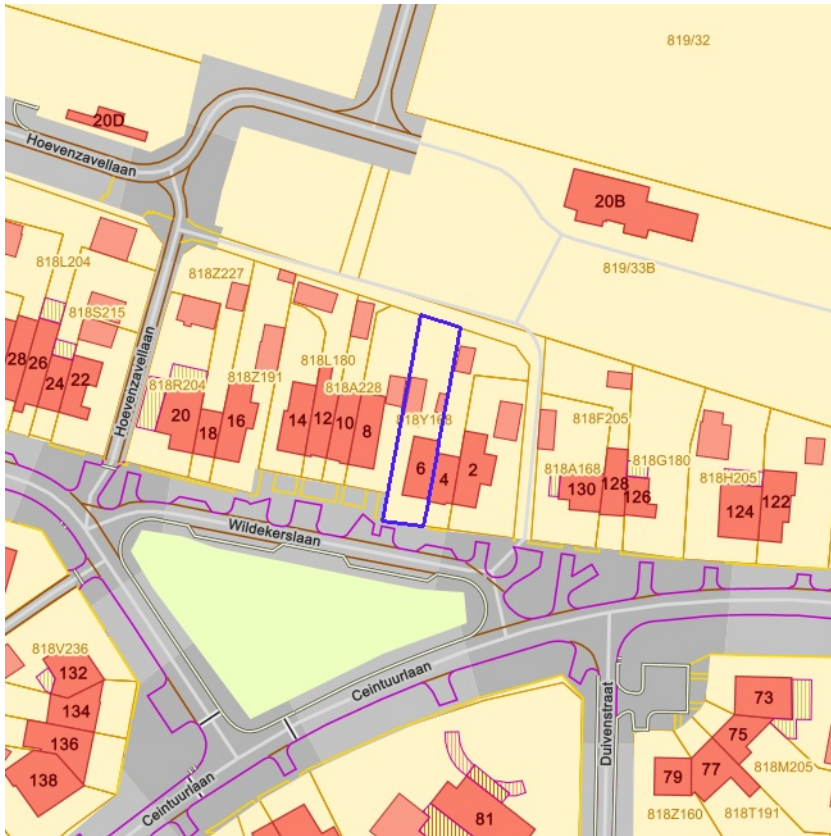 819/32
20D
Hoevenzavellaan
20B
818L204
818Z227
819/33B
818S215
28
26
24
22
Hoevenzavellaan
818R204
818Z191
818L180
818A228
20
18
16
14
12
10
8
818Y168
6
4
2
818F205
818A168
818G180
818H205
130
128
126
124
122
Wildekerslaan
818V236
132
134
136
138
Ceintuurlaan
Ceintuurlaan
Duivenstraat
73
75
77
79
818M205
818Z160
818T191
81